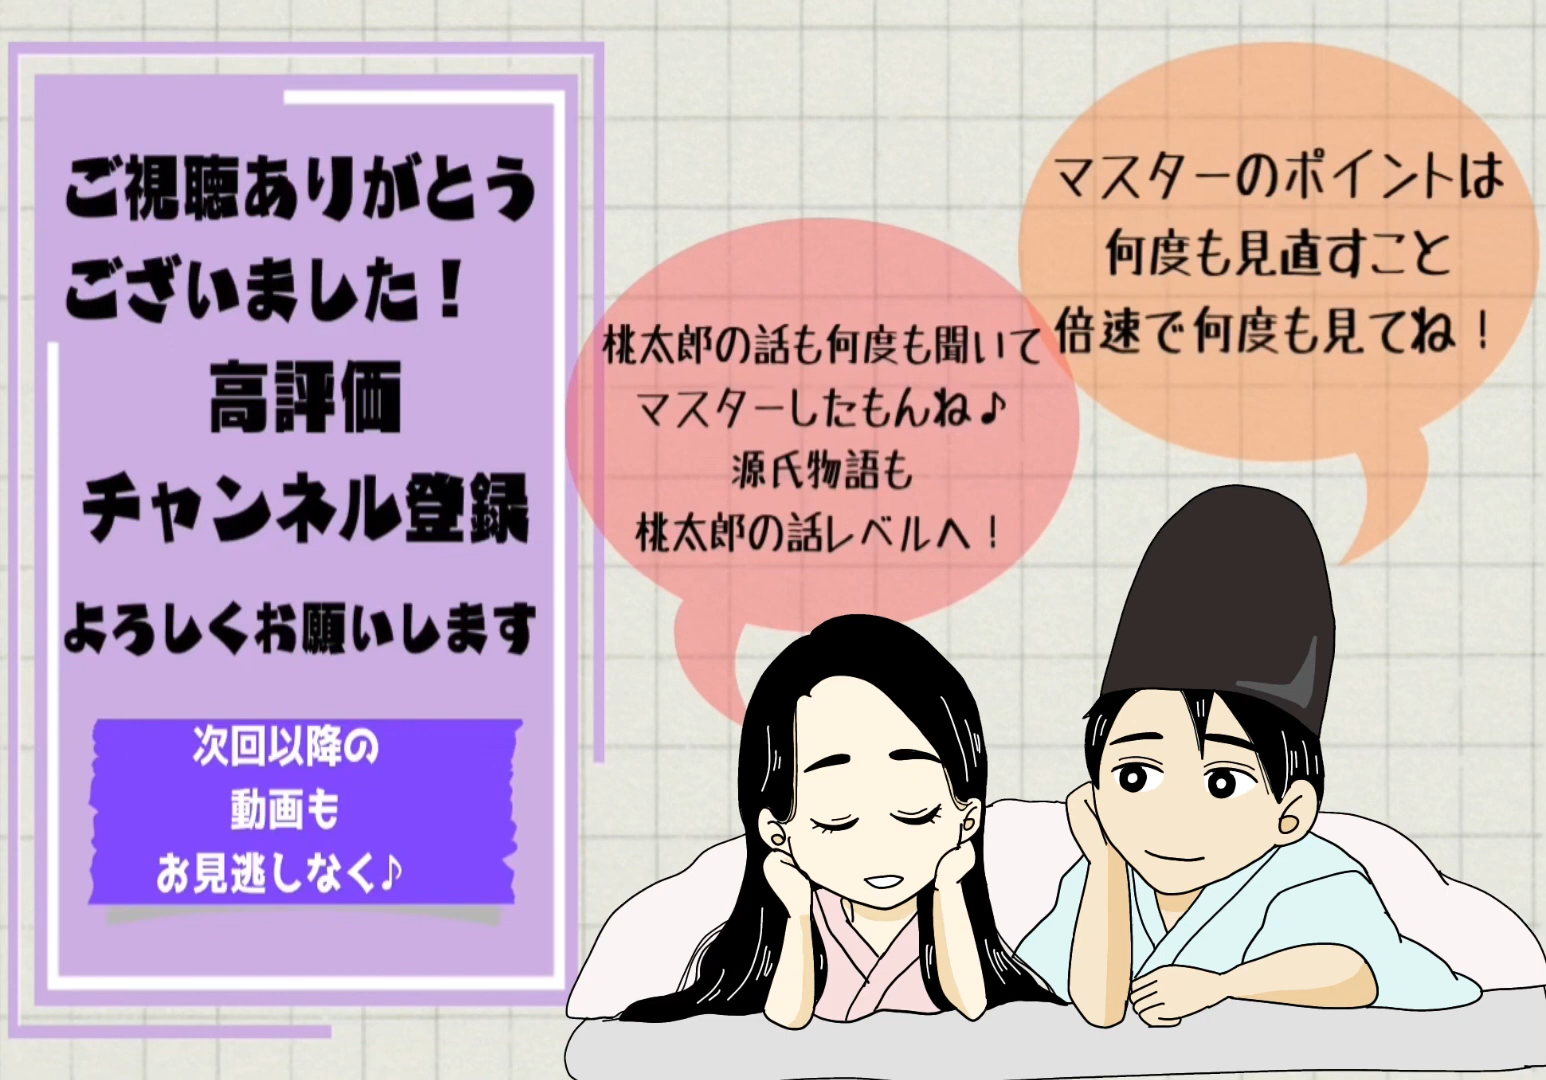 ご視聴ありがとう
ございました！
高評価
チャンネル登録
よろしくお願いします
次回以降の
動画も
お見逃しなく♪
桃太郎の話も何度も聞いて
マスターしたもんね♪
源氏物語も
桃太郎の話レベルへ！
マスターのポイントは
何度も見直すこと
倍速で何度も見てね！